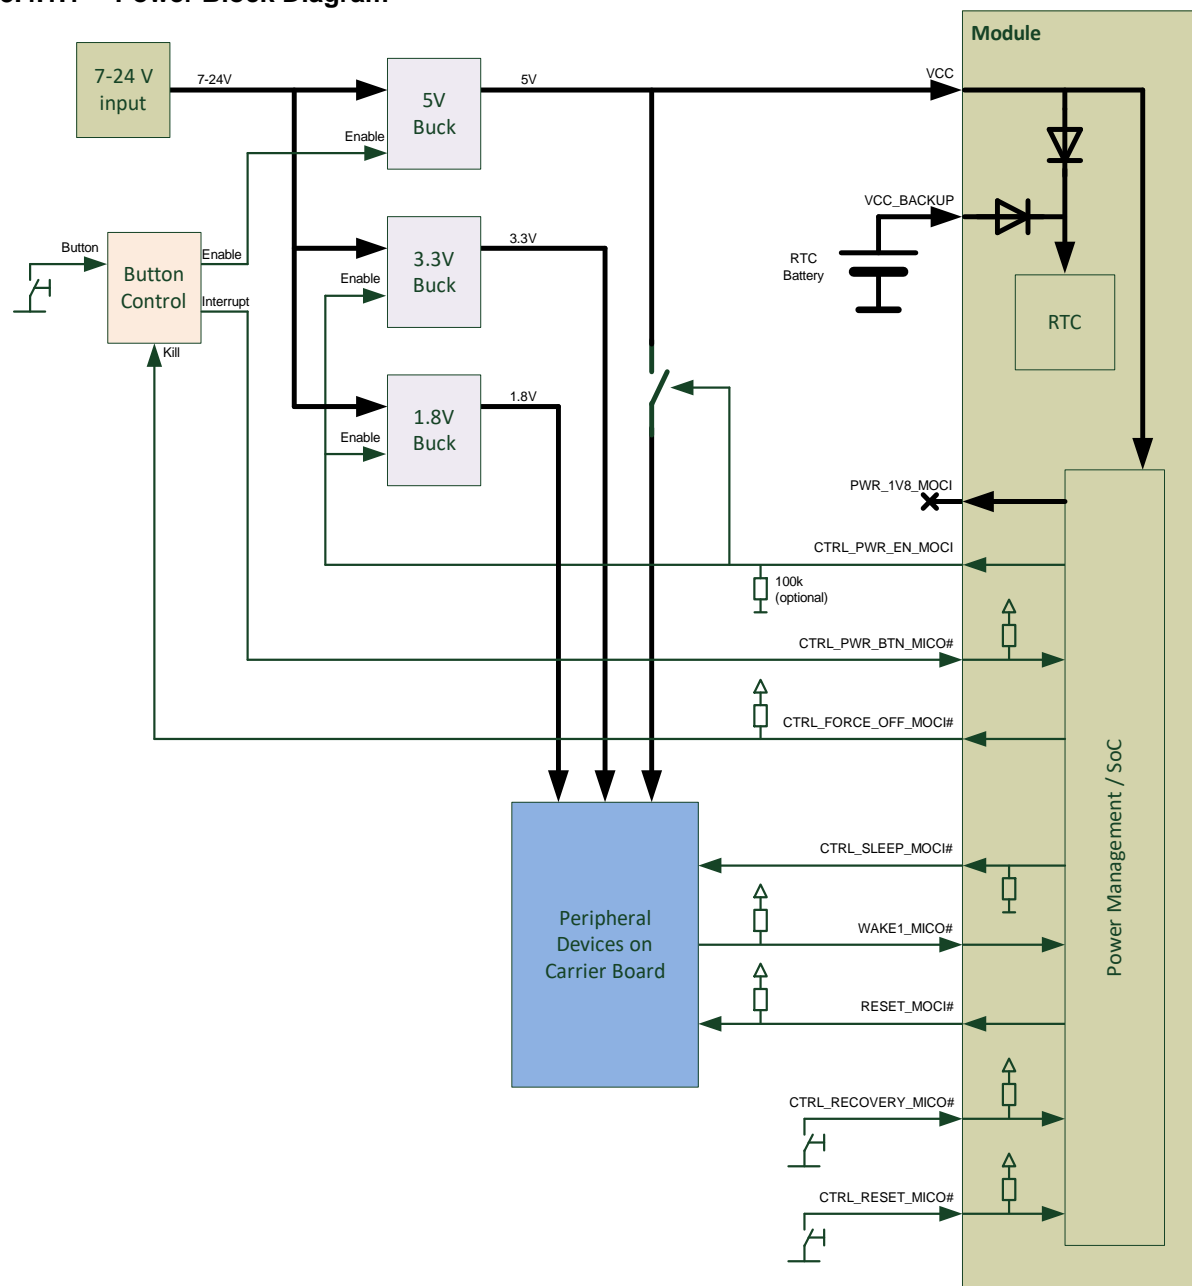 Power Block Diagram
Module
7-24 V
input
7-24V
5V
Buck
5V
VCC
Enable
VCC_BACKUP
Button
Button
Control
Enable
Interrupt
Kill
3.3V
Buck
3.3V
Enable
RTC
Battery
RTC
1.8V
Buck
1.8V
Enable
PWR_1V8_MOCI
CTRL_PWR_EN_MOCI
100k
(optional)
CTRL_PWR_BTN_MICO#
CTRL_FORCE_OFF_MOCI#
Power Management / SoC
CTRL_SLEEP_MOCI#
Peripheral
Devices on
Carrier Board
WAKE1_MICO#
RESET_MOCI#
CTRL_RECOVERY_MICO#
CTRL_RESET_MICO#